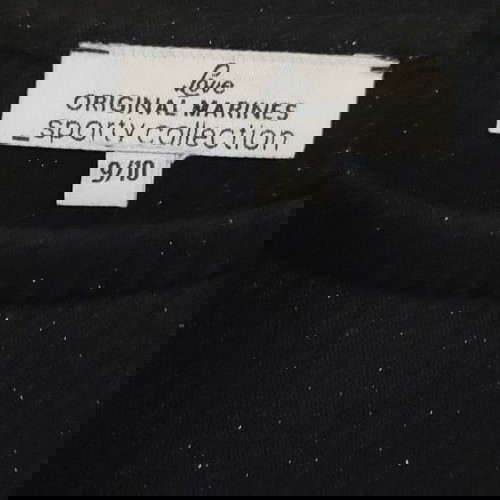 Love
ORIGINAL MARINES
sporty collection
9/10